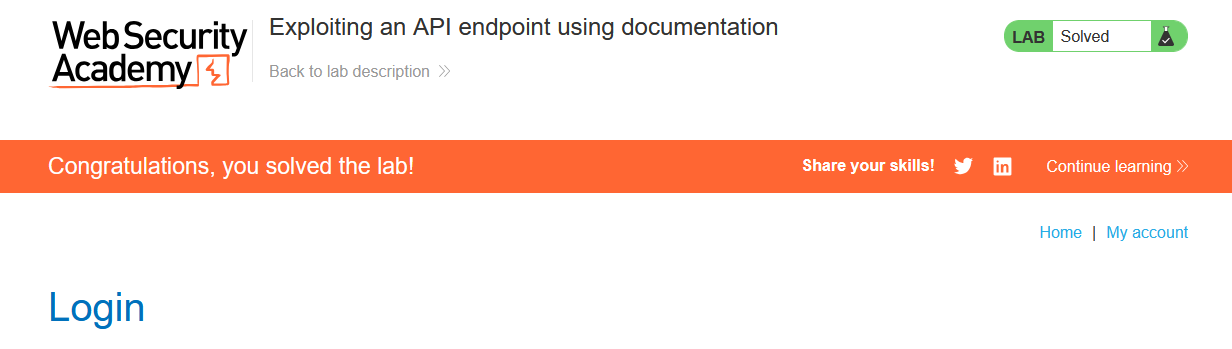 Web Security
Academy
Exploiting an API endpoint using documentation
Back to lab description
LAB Solved
Congratulations, you solved the lab!
Share your skills!
Continue learning
Home | My account
Login